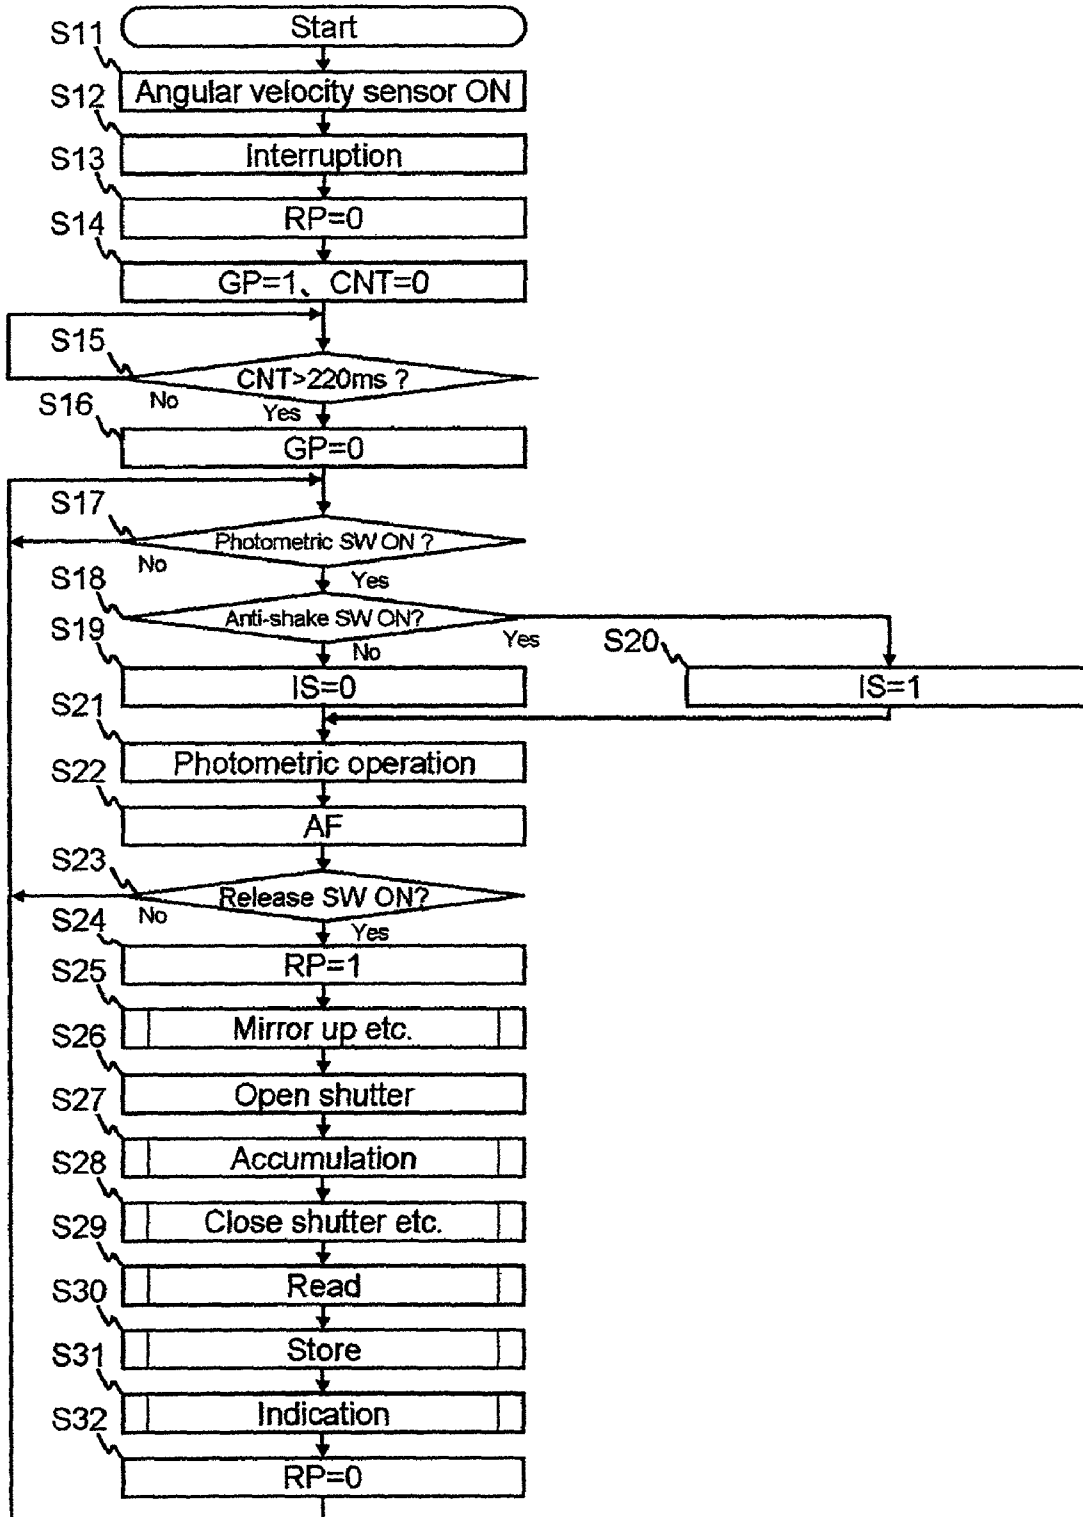 Start
S11
Angular velocity sensor ON
S12
Interruption
S13
RP=0
S14
GP=1、CNT=0
S15
CNT>220ms ?
No
Yes
S16
GP=0
S17
Photometric SW ON ?
No
Yes
S18
Anti-shake SW ON?
Yes
No
S19
IS=0
S20
IS=1
S21
Photometric operation
S22
AF
S23
Release SW ON?
No
Yes
S24
RP=1
S25
Mirror up etc.
S26
Open shutter
S27
Accumulation
S28
Close shutter etc.
S29
Read
S30
Store
S31
Indication
S32
RP=0